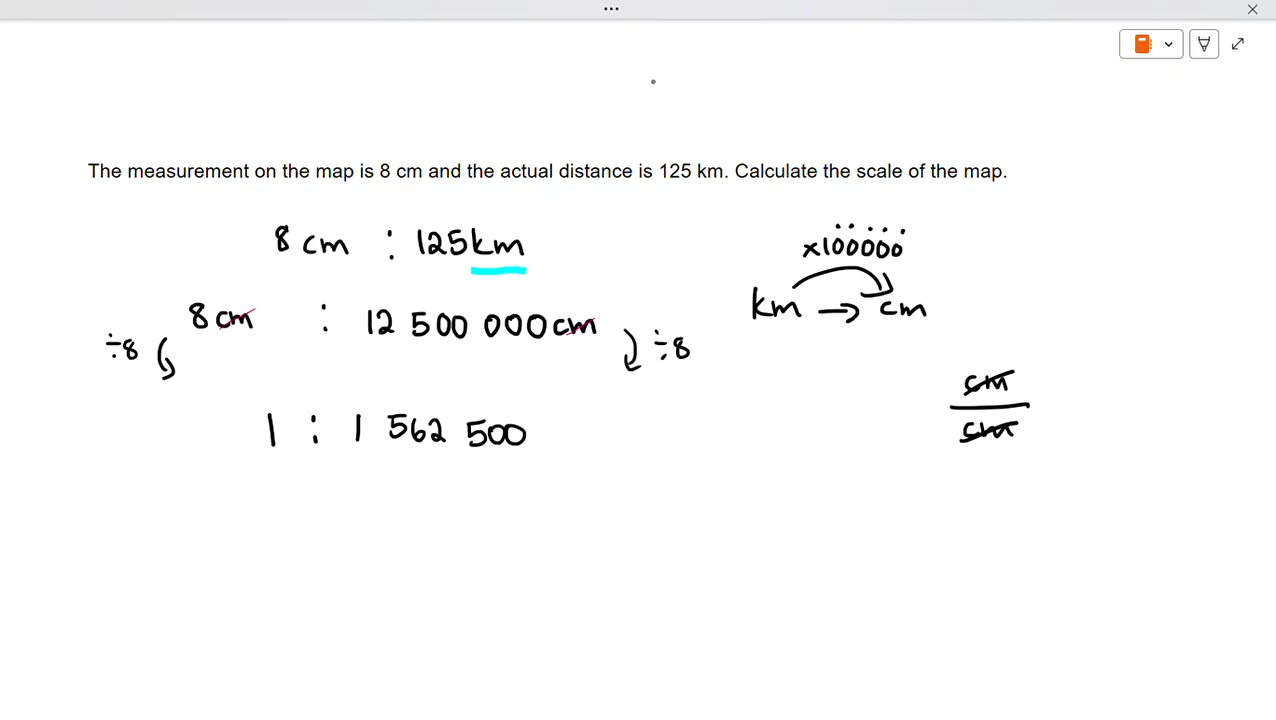 The measurement on the map is 8 cm and the actual distance is 125 km. Calculate the scale of the map.
8 cm : 125km
x100000
km → cm
8cm : 12 500 000cm
÷8
÷8
cm
cm
1 : 1 562 500